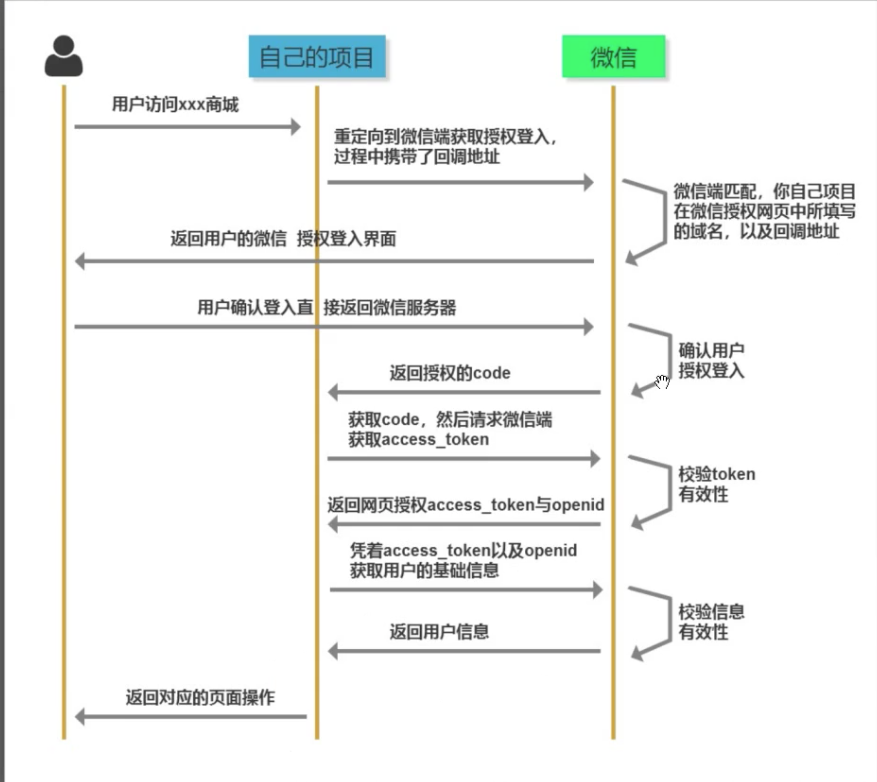 自己的项目
微信
用户访问xxx商城
重定向到微信端获取授权登入，
过程中携带了回调地址
微信端匹配，你自己项目
在微信授权网页中所填写
的域名，以及回调地址
返回用户的微信 授权登入界面
用户确认登入直 接返回微信服务器
确认用户
授权登入
返回授权的code
获取code，然后请求微信端
获取access_token
校验token
有效性
返回网页授权access_token与openid
凭着access_token以及openid
获取用户的基础信息
校验信息
有效性
返回用户信息
返回对应的页面操作